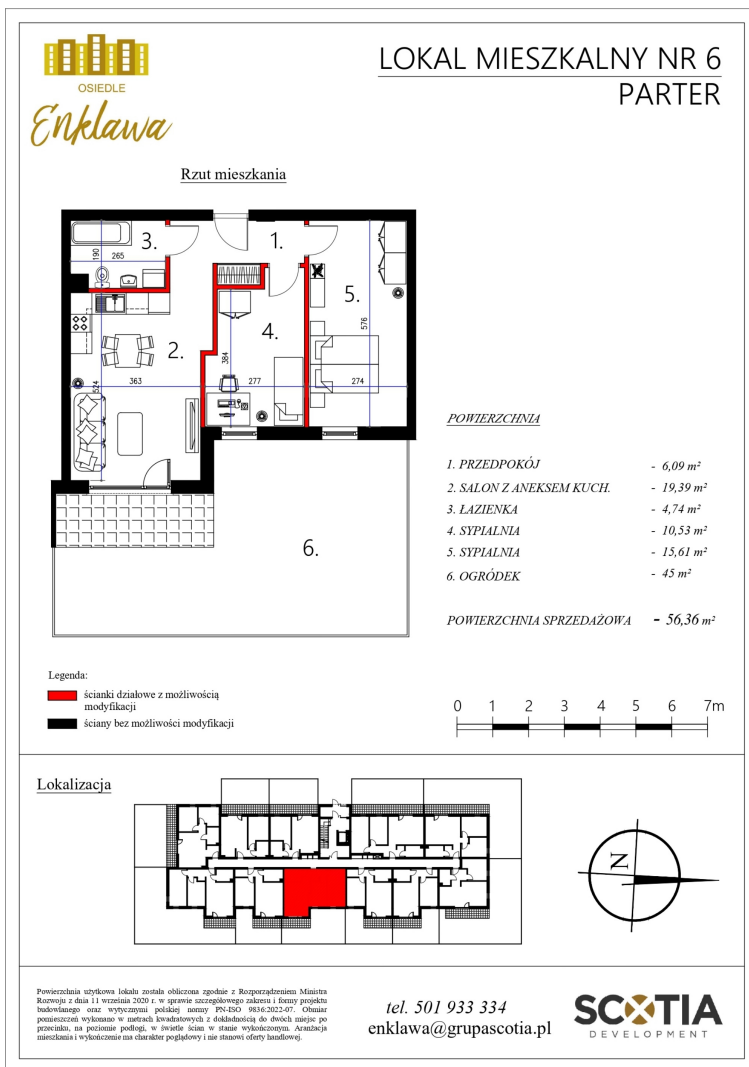 OSIEDLE
Enklawa
LOKAL MIESZKALNY NR 6
PARTER
Rzut mieszkania
3.
1.
190
265
5.
576
4.
2.
384
363
277
274
524
6.
POWIERZCHNIA
1. PRZEDPOKÓJ - 6,09 m²
2. SALON Z ANEKSEM KUCH. - 19,39 m²
3. ŁAZIENKA - 4,74 m²
4. SYPIALNIA - 10,53 m²
5. SYPIALNIA - 15,61 m²
6. OGRÓDEK - 45 m²
POWIERZCHNIA SPRZEDAŻOWA - 56,36 m²
Legenda:
ścianki działowe z możliwością
modyfikacji
ściany bez możliwości modyfikacji
0 1 2 3 4 5 6 7m
Lokalizacja
N
Powierzchnia użytkowa lokalu została obliczona zgodnie z Rozporządzeniem Ministra
Rozwoju z dnia 11 września 2020 r. w sprawie szczegółowego zakresu i formy projektu
budowlanego oraz wytycznymi polskiej normy PN-ISO 9836:2022-07. Obmiar
pomieszczeń wykonano w metrach kwadratowych z dokładnością do dwóch miejsc po
przecinku, na poziomie podłogi, w świetle ścian w stanie wykończonym. Aranżacja
mieszkania i wykończenie ma charakter poglądowy i nie stanowi oferty handlowej.
tel. 501 933 334
enklawa@grupascotia.pl
SCOTIA
DEVELOPMENT